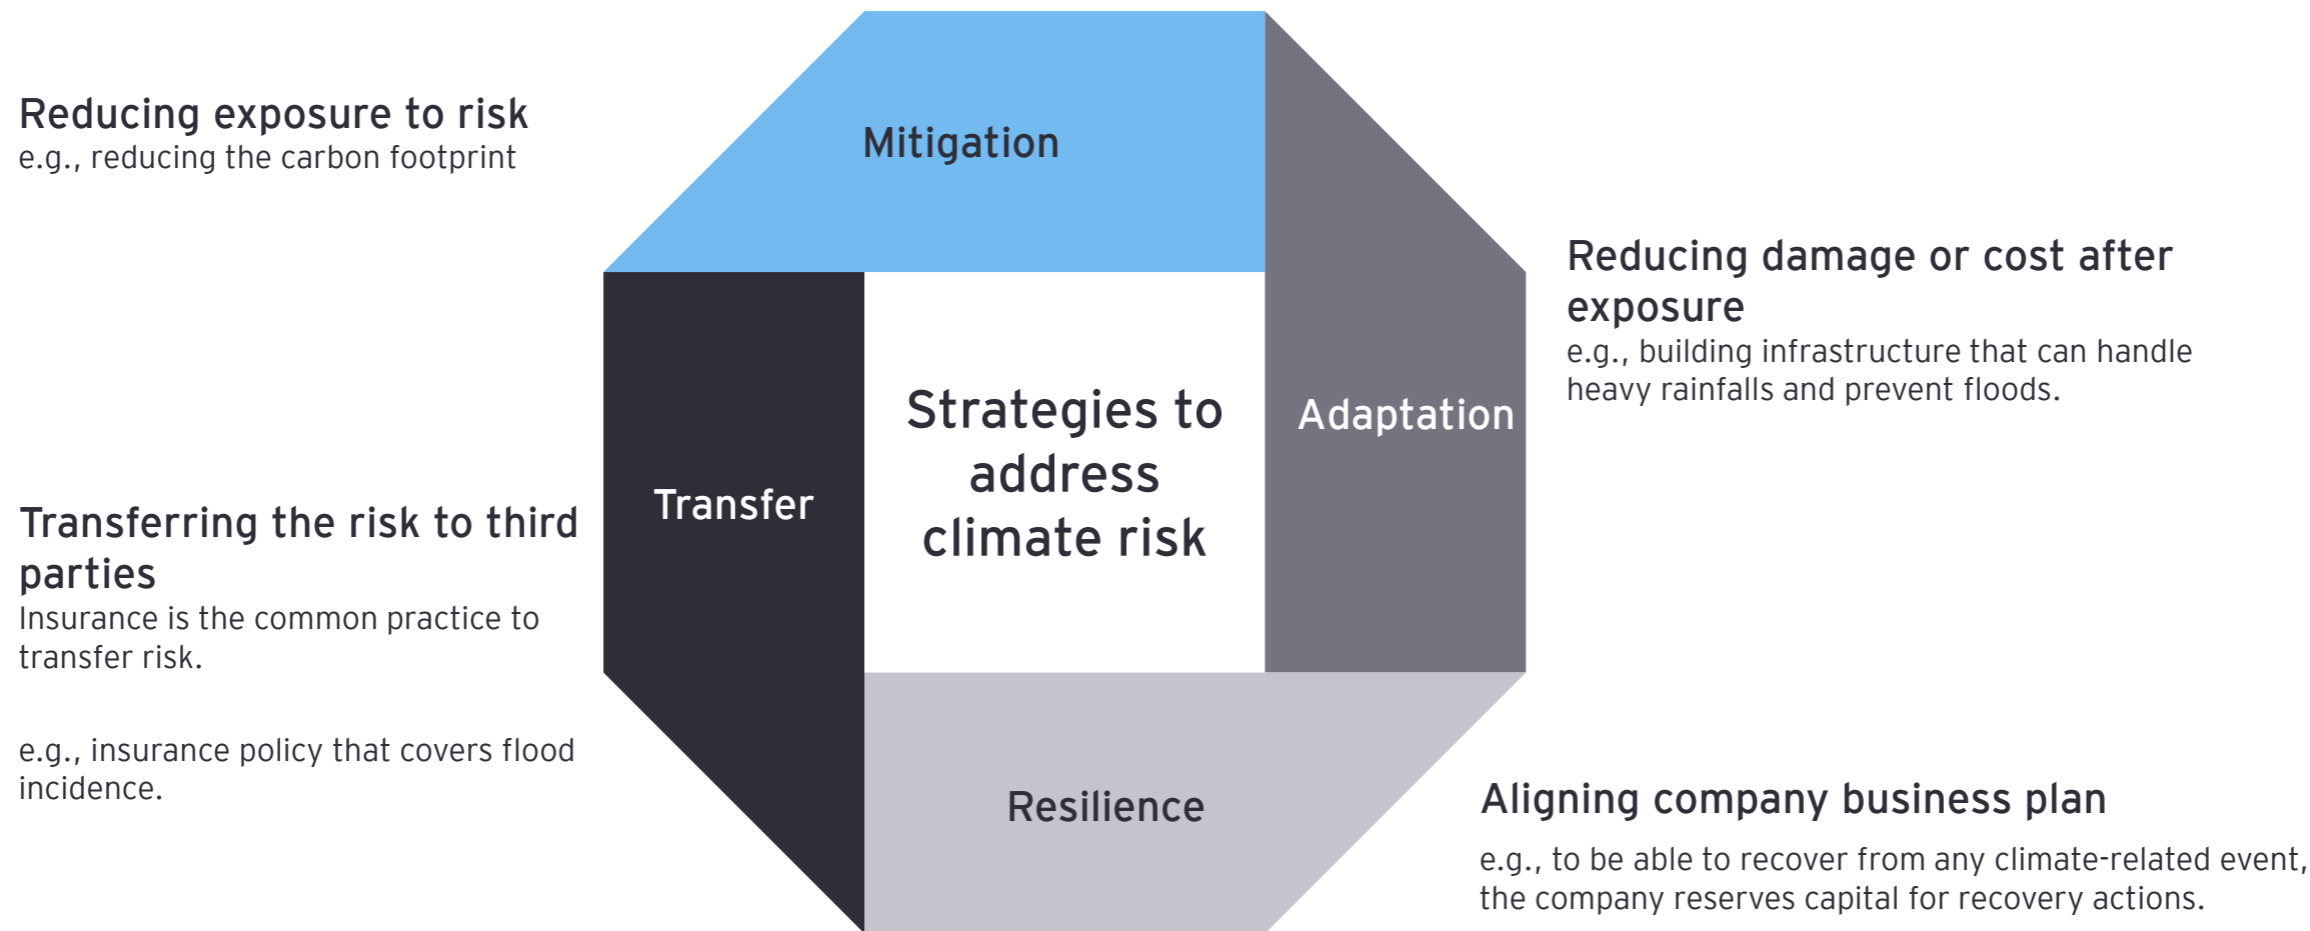 Reducing exposure to risk
e.g., reducing the carbon footprint
Mitigation
Reducing damage or cost after
exposure
e.g., building infrastructure that can handle
heavy rainfalls and prevent floods.
Adaptation
Strategies to
address
climate risk
Transfer
Transferring the risk to third
parties
Insurance is the common practice to
transfer risk.
e.g., insurance policy that covers flood
incidence.
Resilience
Aligning company business plan
e.g., to be able to recover from any climate-related event,
the company reserves capital for recovery actions.